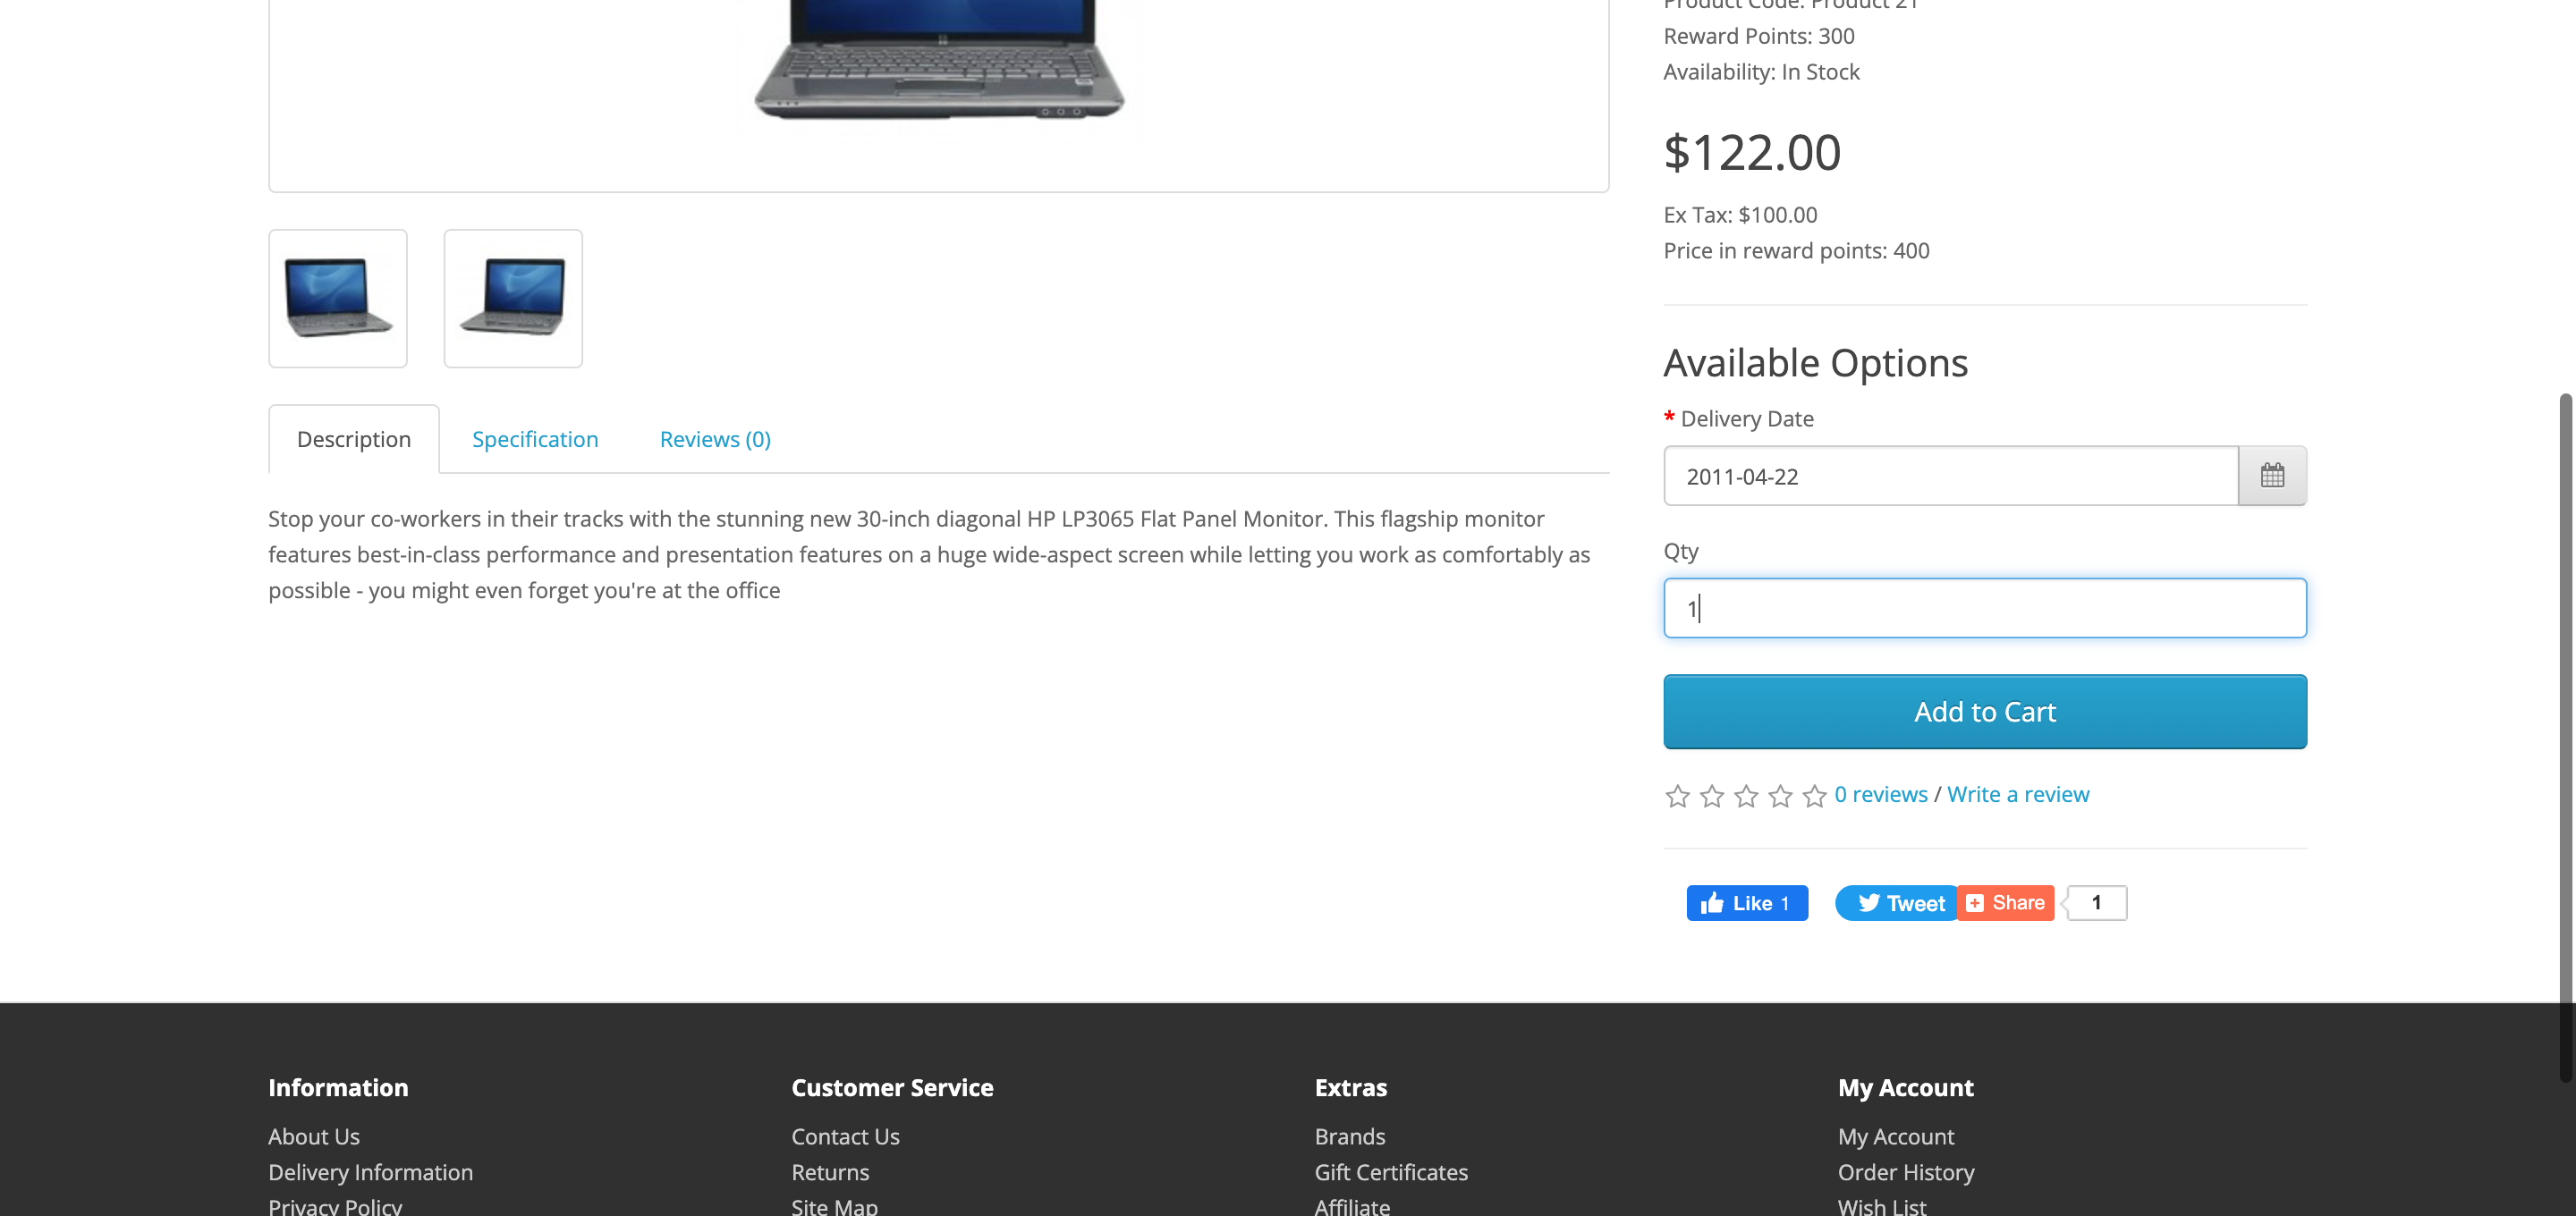 Product Code: Product 21
Reward Points: 300
Availability: In Stock
$122.00
Ex Tax: $100.00
Price in reward points: 400
Available Options
* Delivery Date
2011-04-22
Qty
1
Add to Cart
0 reviews / Write a review
Like 1
Tweet
Share
1
Description
Specification
Reviews (0)
Stop your co-workers in their tracks with the stunning new 30-inch diagonal HP LP3065 Flat Panel Monitor. This flagship monitor
features best-in-class performance and presentation features on a huge wide-aspect screen while letting you work as comfortably as
possible - you might even forget you're at the office
Information
About Us
Delivery Information
Privacy Policy
Customer Service
Contact Us
Returns
Site Map
Extras
Brands
Gift Certificates
Affiliate
My Account
My Account
Order History
Wish List